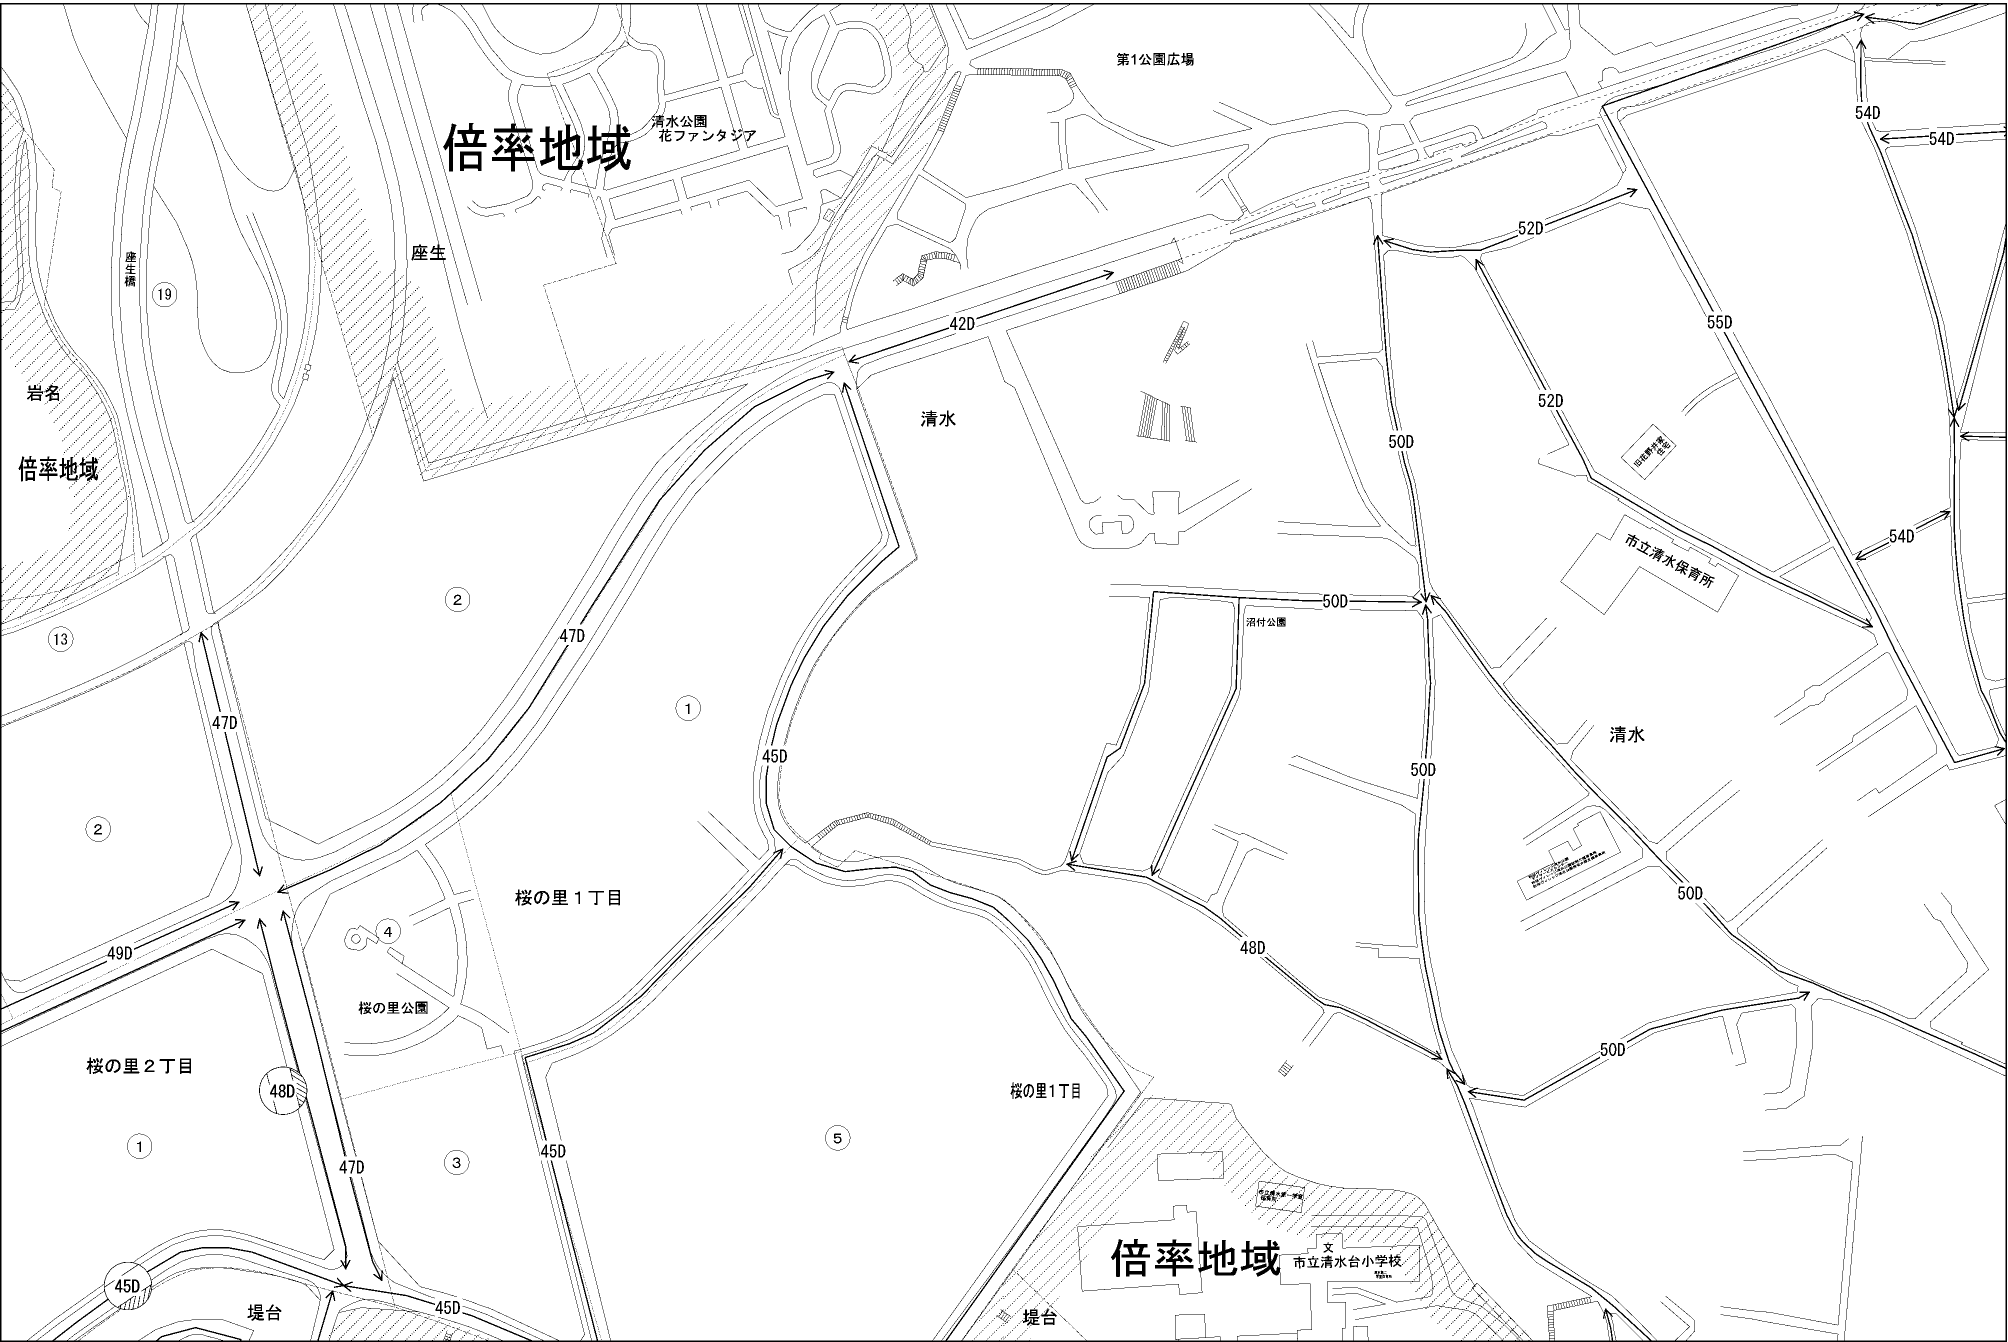 第1公園広場
54D
54D
清水公園
花ファンタジア
倍率地域
52D
座生
座生橋
19
42D
55D
岩名
清水
52D
50D
旧花野井家
住宅
倍率地域
54D
市立清水保育所
2
50D
沼付公園
13
47D
1
47D
清水
45D
50D
2
桜の里1丁目
50D
4
48D
49D
桜の里公園
50D
桜の里2丁目
48D
桜の里1丁目
5
1
45D
3
47D
倍率地域
文
市立清水台小学校
45D
45D
堤台
堤台